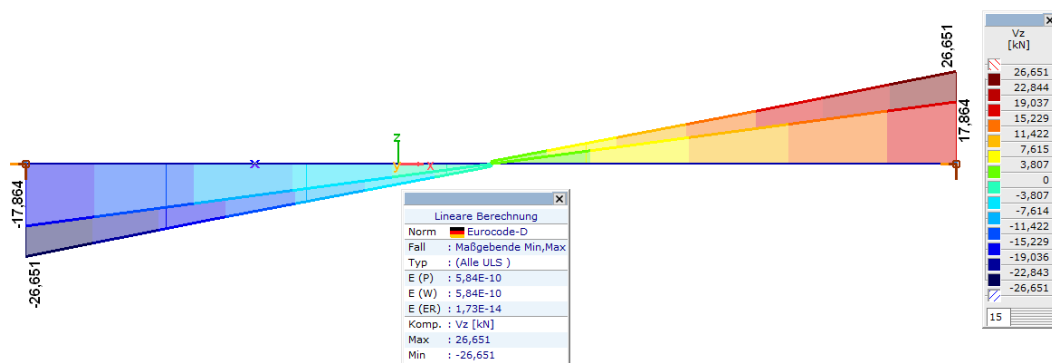 26,651
17,864
-17,864
-26,651
z
y
x
Lineare Berechnung
Norm Eurocode-D
Fall : Maßgebende Min,Max
Typ : (Alle ULS )
E (P) : 5,84E-10
E (W) : 5,84E-10
E (ER) : 1,73E-14
Komp. : Vz [kN]
Max : 26,651
Min : -26,651
Vz
[kN]
26,651
22,844
19,037
15,229
11,422
7,615
3,807
0
-3,807
-7,614
-11,422
-15,229
-19,036
-22,843
-26,651
15